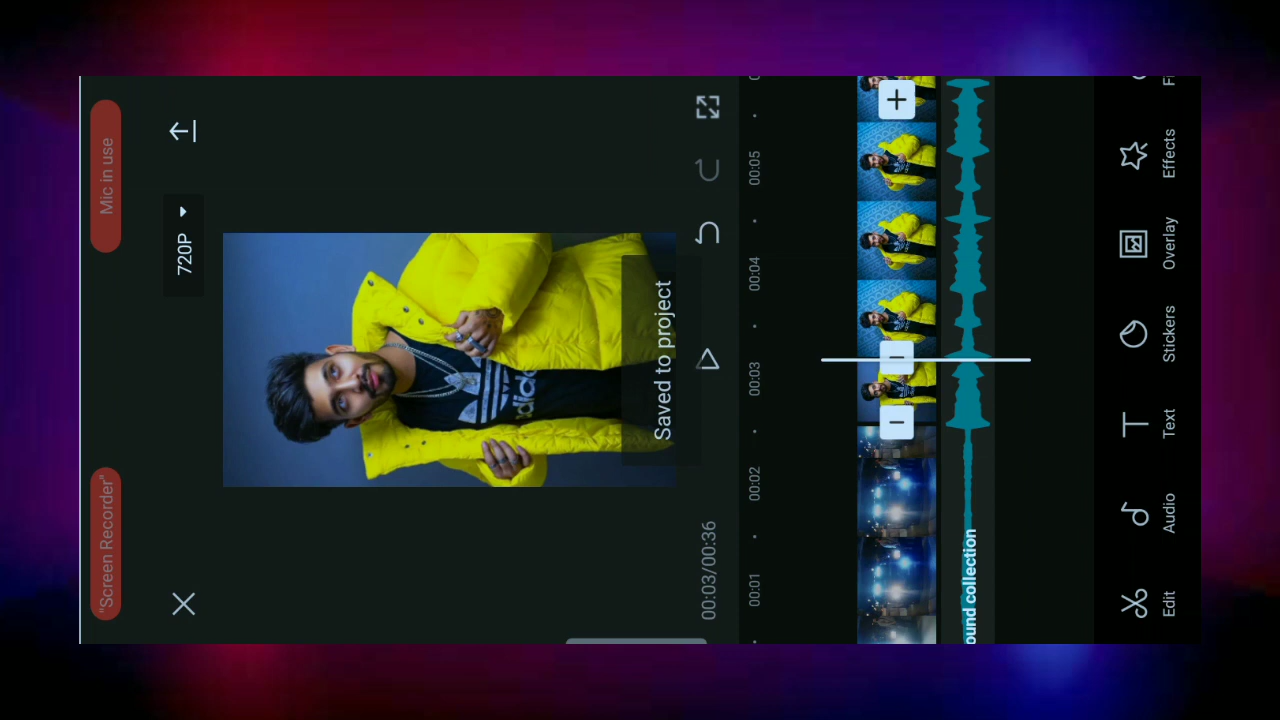 "Screen Recorder"
Mic in use
720P
adidas
Saved to project
00:03/00:36
00:01
00:02
00:03
00:04
00:05
ound collection
Edit
Audio
Text
Stickers
Overlay
Effects